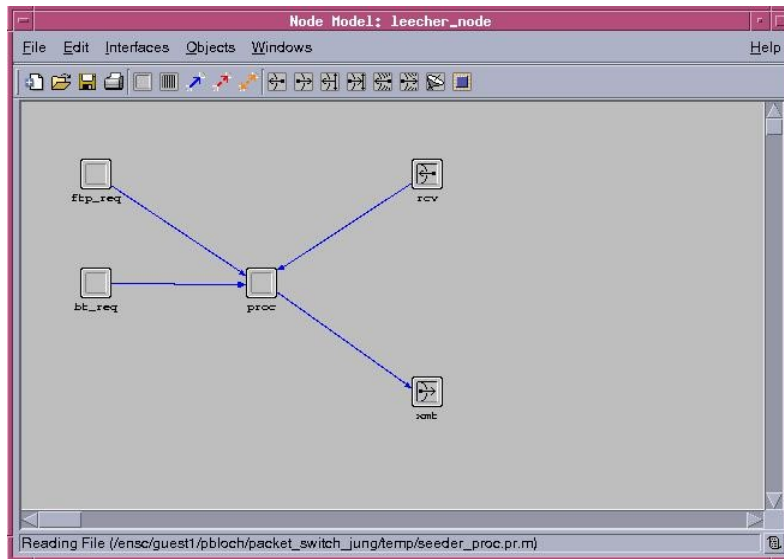 Node Model: leecher_node
File Edit Interfaces Objects Windows Help
ftp_req
rcv
bt_req
proc
xmt
Reading File (/ensc/guest1/pbloch/packet_switch_jung/temp/seeder_proc.pr.m)